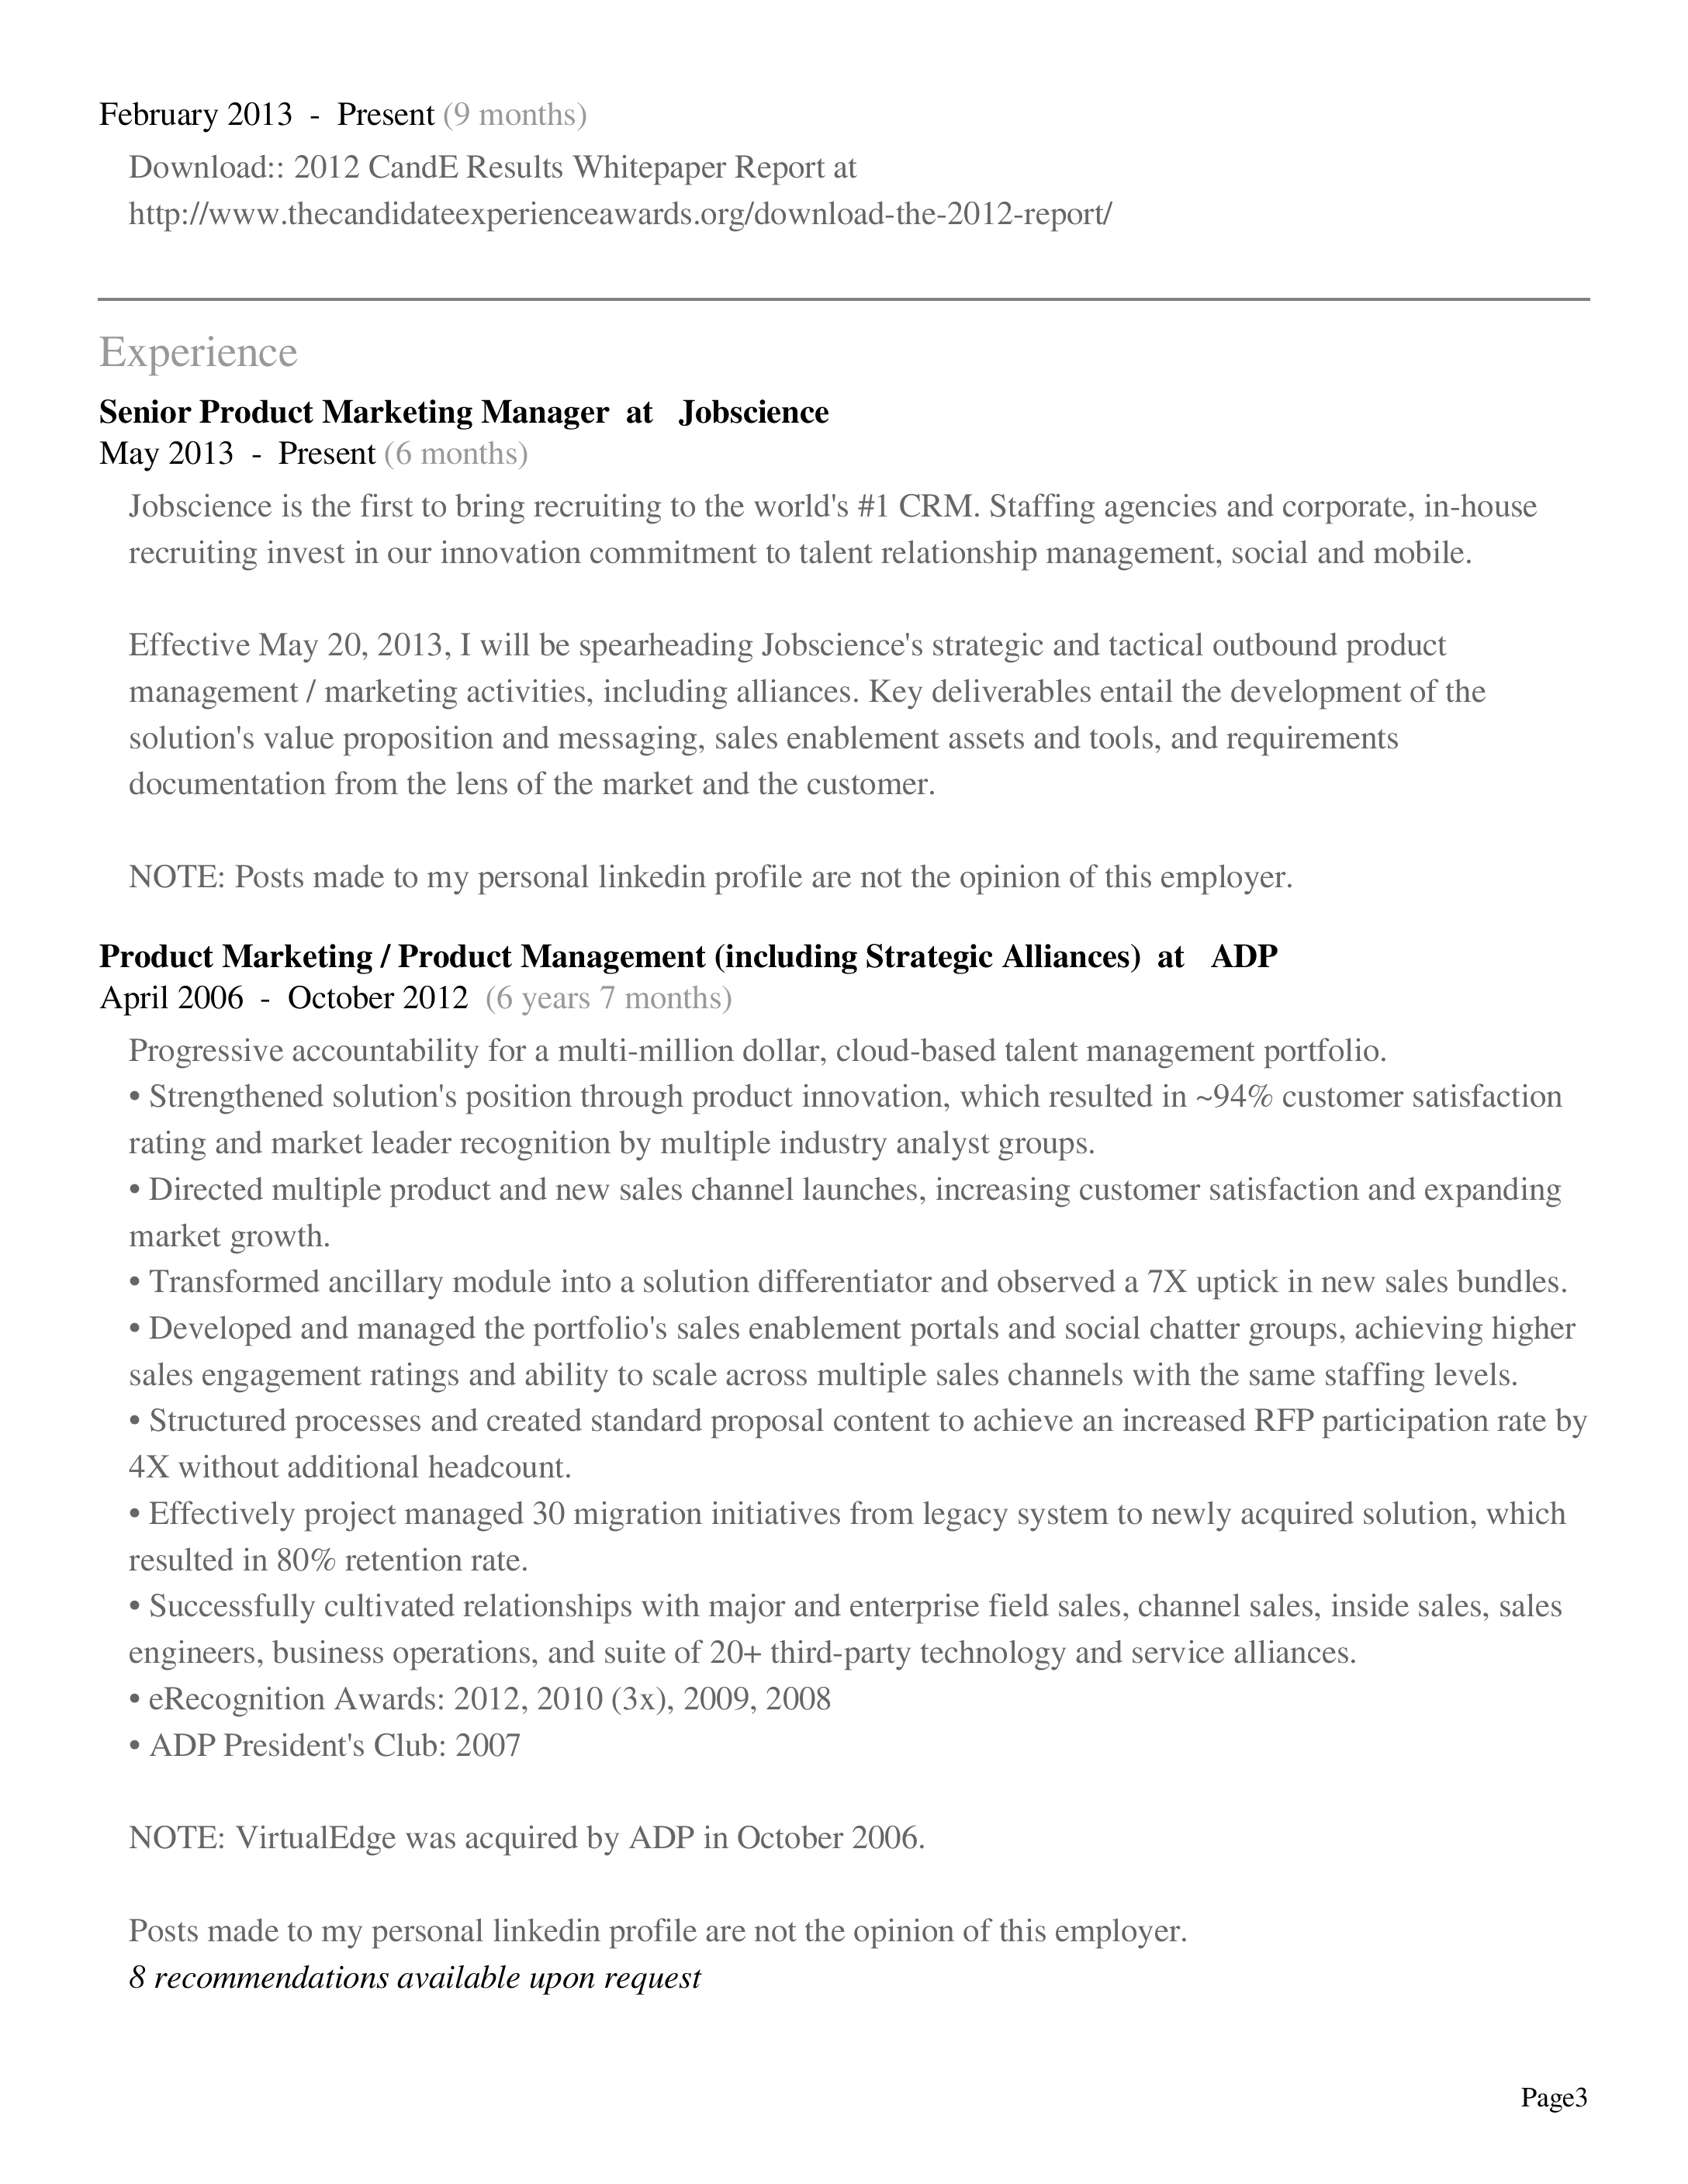 February 2013 - Present (9 months)
Download:: 2012 CandE Results Whitepaper Report at
http://www.thecandidateexperienceawards.org/download-the-2012-report/
Experience
Senior Product Marketing Manager at Jobscience
May 2013 - Present (6 months)
Jobscience is the first to bring recruiting to the world's #1 CRM. Staffing agencies and corporate, in-house
recruiting invest in our innovation commitment to talent relationship management, social and mobile.
Effective May 20, 2013, I will be spearheading Jobscience's strategic and tactical outbound product
management / marketing activities, including alliances. Key deliverables entail the development of the
solution's value proposition and messaging, sales enablement assets and tools, and requirements
documentation from the lens of the market and the customer.
NOTE: Posts made to my personal linkedin profile are not the opinion of this employer.
Product Marketing / Product Management (including Strategic Alliances) at ADP
April 2006 - October 2012 (6 years 7 months)
Progressive accountability for a multi-million dollar, cloud-based talent management portfolio.
• Strengthened solution's position through product innovation, which resulted in ~94% customer satisfaction
rating and market leader recognition by multiple industry analyst groups.
• Directed multiple product and new sales channel launches, increasing customer satisfaction and expanding
market growth.
• Transformed ancillary module into a solution differentiator and observed a 7X uptick in new sales bundles.
• Developed and managed the portfolio's sales enablement portals and social chatter groups, achieving higher
sales engagement ratings and ability to scale across multiple sales channels with the same staffing levels.
• Structured processes and created standard proposal content to achieve an increased RFP participation rate by
4X without additional headcount.
• Effectively project managed 30 migration initiatives from legacy system to newly acquired solution, which
resulted in 80% retention rate.
• Successfully cultivated relationships with major and enterprise field sales, channel sales, inside sales, sales
engineers, business operations, and suite of 20+ third-party technology and service alliances.
• eRecognition Awards: 2012, 2010 (3x), 2009, 2008
• ADP President's Club: 2007
NOTE: VirtualEdge was acquired by ADP in October 2006.
Posts made to my personal linkedin profile are not the opinion of this employer.
8 recommendations available upon request
Page3